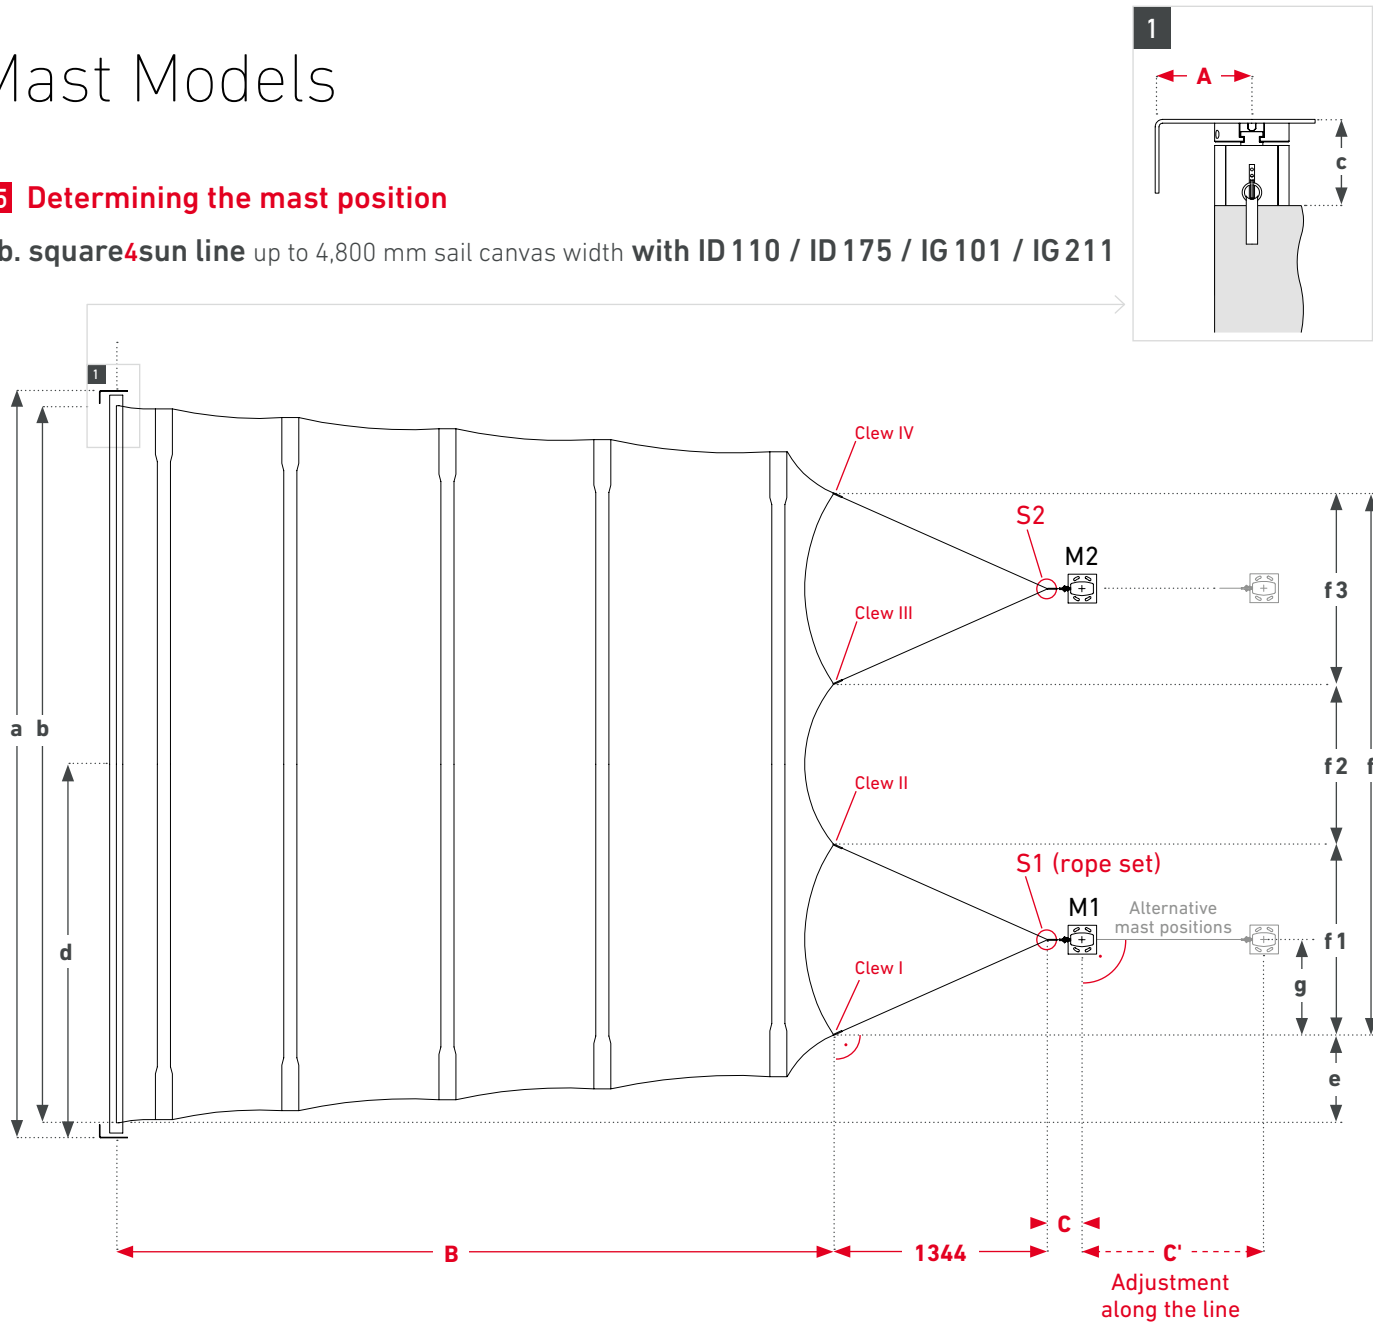 Mast Models
5 Determining the mast position
b. square4sun line up to 4,800 mm sail canvas width with ID 110 / ID 175 / IG 101 / IG 211
1
A
c
1
a
b
d
Clew IV
S2
M2
Clew III
Clew II
S1 (rope set)
M1
Alternative
mast positions
Clew I
f3
f2
f
f1
g
e
B
1344
C
C'
Adjustment
along the line